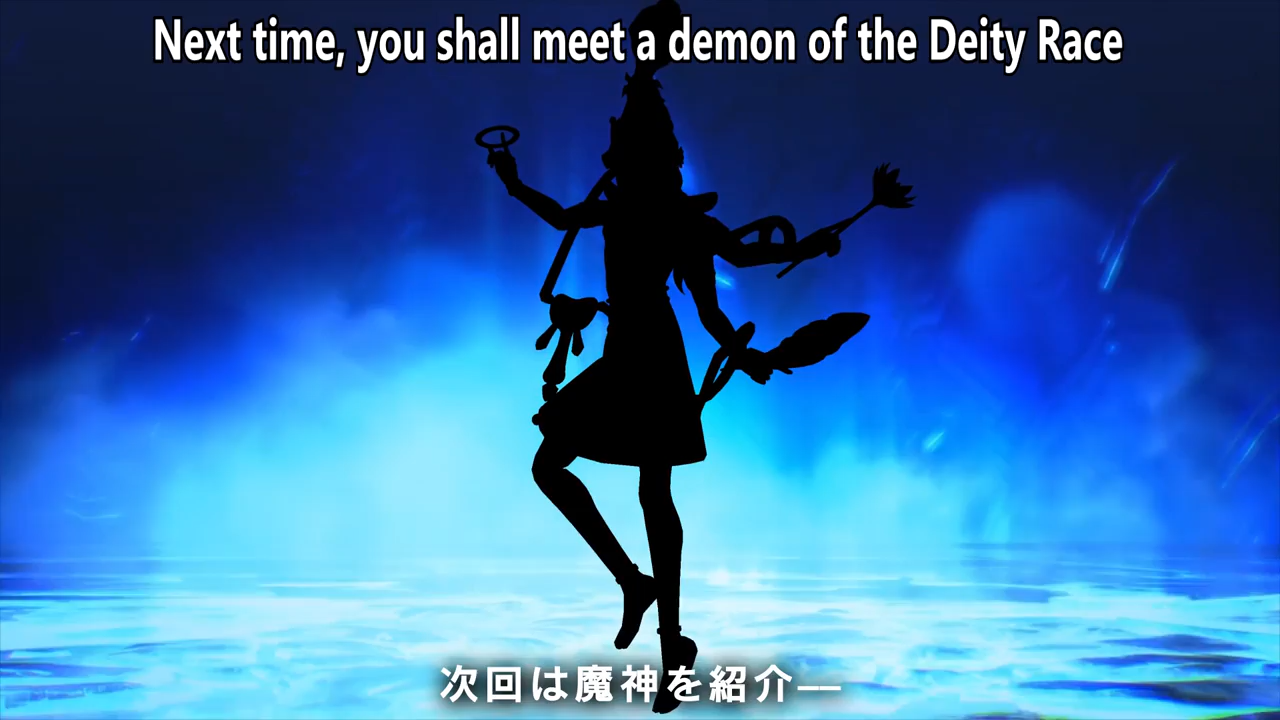 Next time, you shall meet a demon of the Deity Race
次回は魔神を紹介──